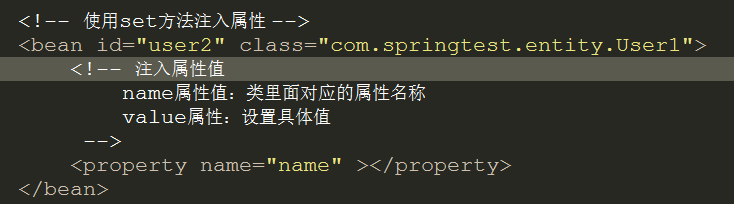 <!-- 使用set方法注入属性 -->
<bean id="user2" class="com.springtest.entity.User1">
<!-- 注入属性值
name属性值：类里面对应的属性名称
value属性：设置具体值
-->
<property name="name" ></property>
</bean>